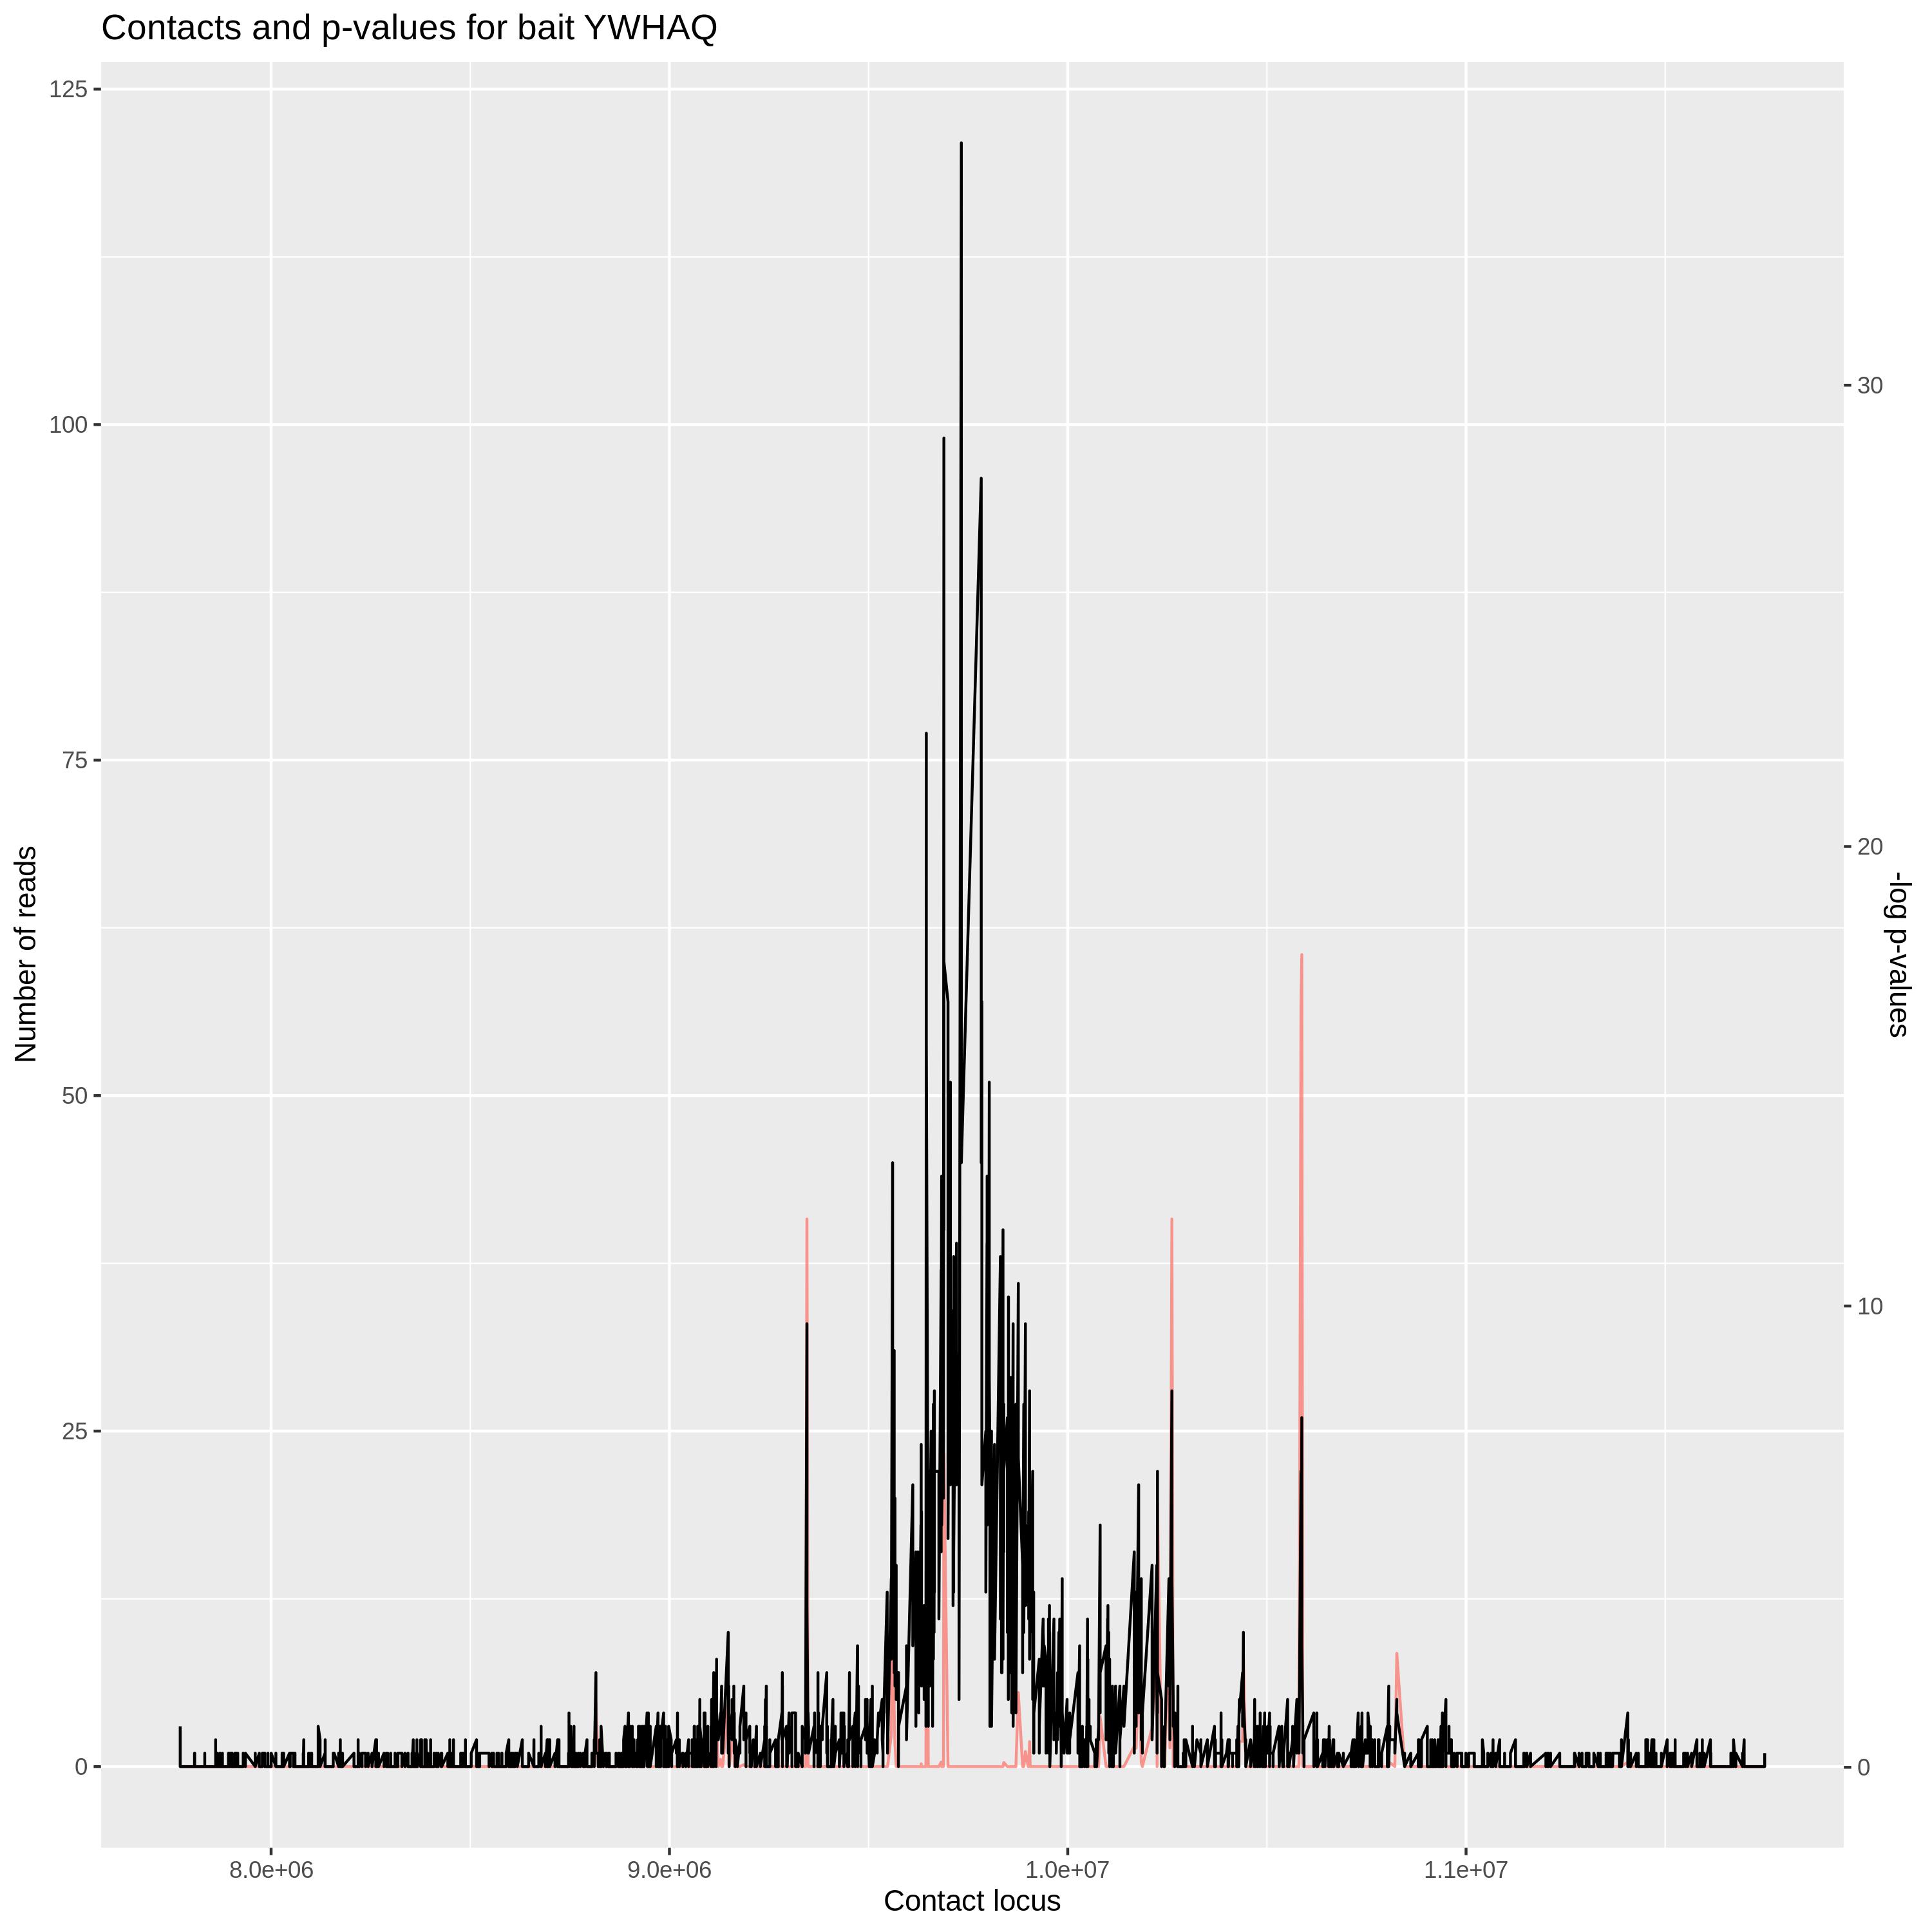 Contacts and p-values for bait YWHAQ
125
100
75
50
25
0
Number of reads
30
20
10
0
-log p-values
8.0e+06
9.0e+06
1.0e+07
1.1e+07
Contact locus